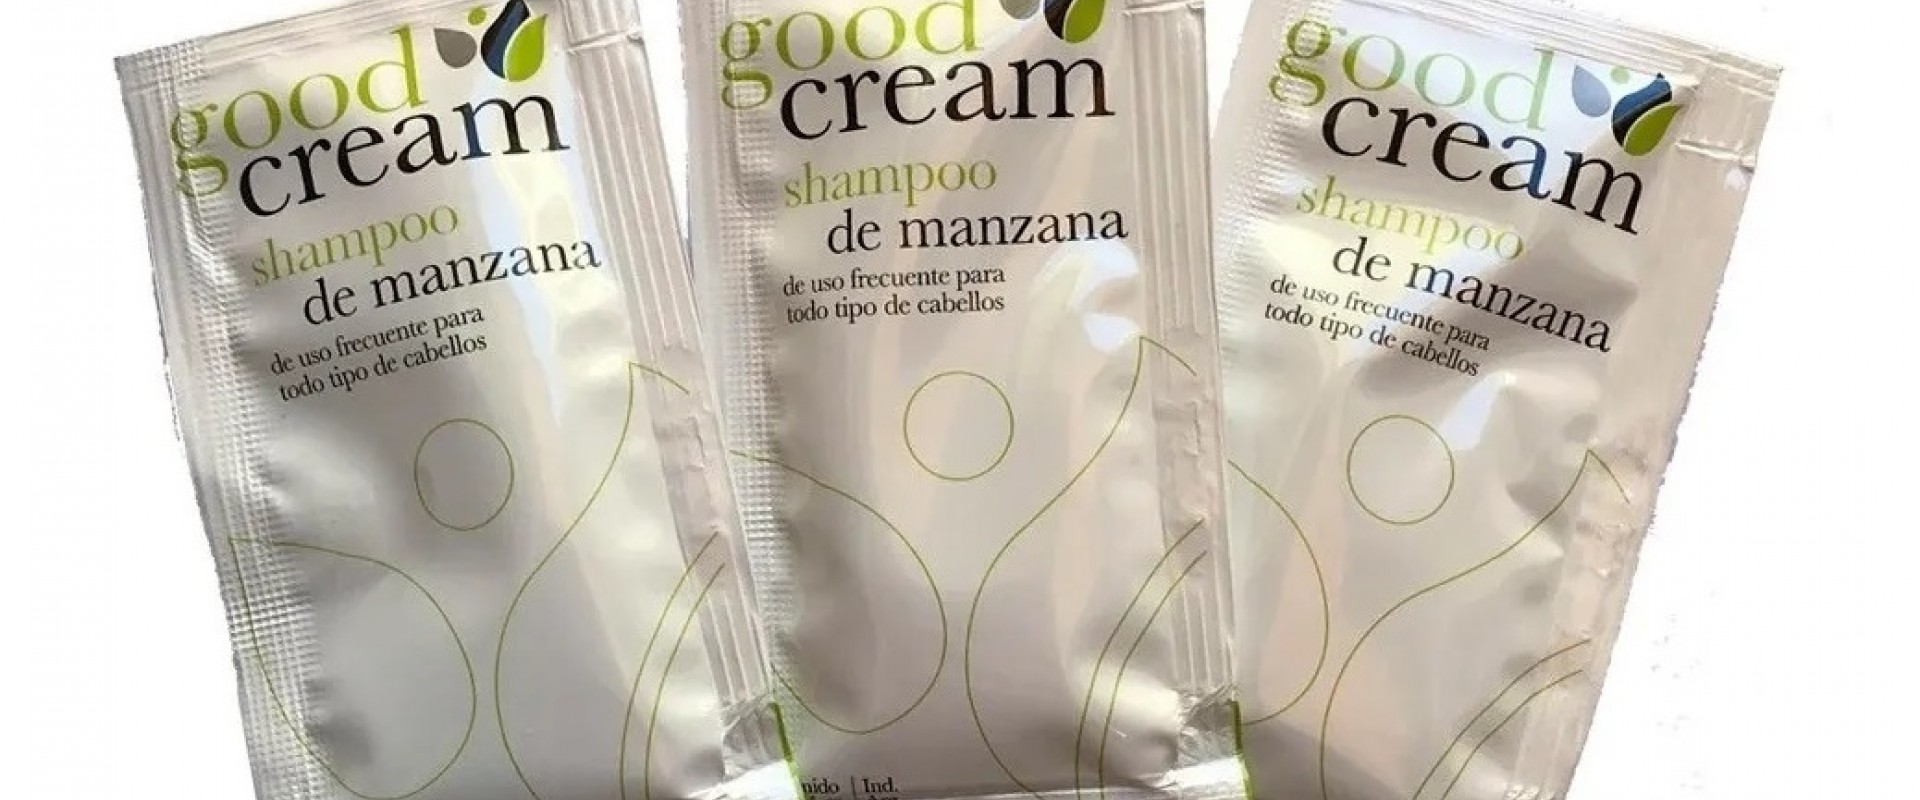 good
cream
shampoo
de manzana
de uso frecuente para
todo tipo de cabellos
good
cream
shampoo
de manzana
de uso frecuente para
todo tipo de cabellos
Ind.
good
cream
shampoo
de manzana
de uso frecuente para
todo tipo de cabellos